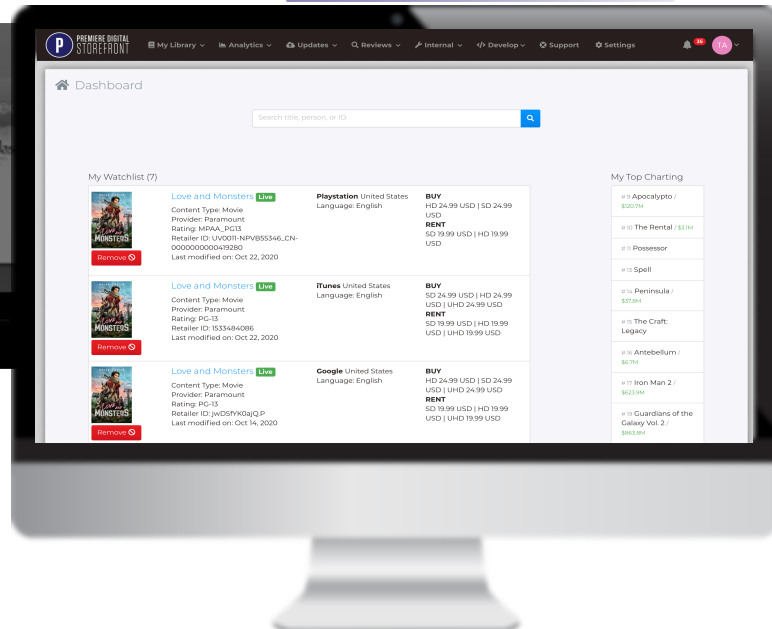 PREMIERE DIGITAL
STOREFRONT
My Library
Analytics
Updates
Reviews
Internal
Develop
Support
Settings
36
TA
Dashboard
Search title, person, or ID
My Watchlist (7)
Love and Monsters Live
Content Type: Movie
Provider: Paramount
Rating: MPAA_PG13
Retailer ID: UV0011-NPVB55346_CN-
0000000000419280
Last modified on: Oct 22, 2020
Remove
Playstation United States
Language: English
BUY
HD 24.99 USD | SD 24.99
USD
RENT
SD 19.99 USD | HD 19.99
USD
Love and Monsters Live
Content Type: Movie
Provider: Paramount
Rating: PG-13
Retailer ID: 1533484086
Last modified on: Oct 22, 2020
Remove
iTunes United States
Language: English
BUY
SD 24.99 USD | HD 24.99
USD | UHD 24.99 USD
RENT
SD 19.99 USD | HD 19.99
USD | UHD 19.99 USD
Love and Monsters Live
Content Type: Movie
Provider: Paramount
Rating: PG-13
Retailer ID: jwDSfYK0ajQ.P
Last modified on: Oct 14, 2020
Remove
Google United States
Language: English
BUY
HD 24.99 USD | SD 24.99
USD | UHD 24.99 USD
RENT
SD 19.99 USD | HD 19.99
USD | UHD 19.99 USD
My Top Charting
# 9 Apocalypto /
$120.7M
# 10 The Rental / $3.1M
# 11 Possessor
# 13 Spell
# 14 Peninsula /
$37.8M
# 15 The Craft:
Legacy
# 16 Antebellum /
$6.7M
# 17 Iron Man 2 /
$623.9M
# 19 Guardians of the
Galaxy Vol. 2 /
$863.8M